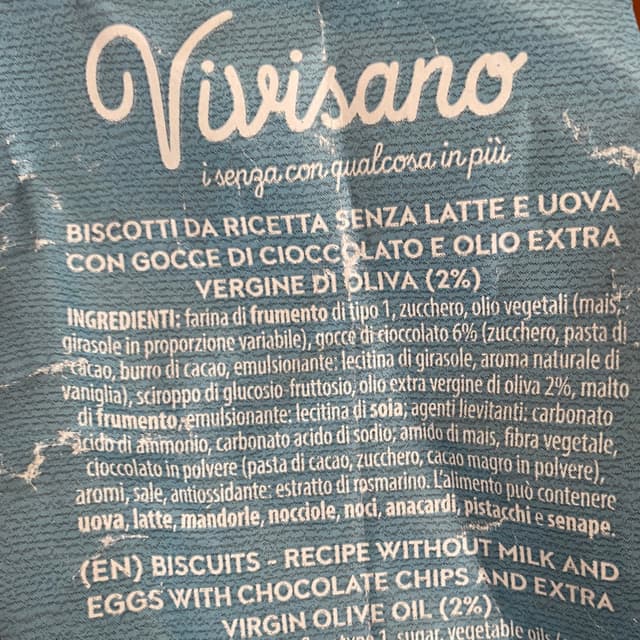 Vivisano
i senza con qualcosa in più
BISCOTTI DA RICETTA SENZA LATTE E UOVA
CON GOCCE DI CIOCCOLATO E OLIO EXTRA
VERGINE DI OLIVA (2%)
INGREDIENTI: farina di frumento di tipo 1, zucchero, olio vegetali (mais,
girasole in proporzione variabile), gocce di cioccolato 6% (zucchero, pasta di
cacao, burro di cacao, emulsionante: lecitina di girasole, aroma naturale di
vaniglia), sciroppo di glucosio-fruttosio, olio extra vergine di oliva 2%, malto
di frumento, emulsionante: lecitina di soia; agenti lievitanti: carbonato
acido di ammonio, carbonato acido di sodio; amido di mais, fibra vegetale,
cioccolato in polvere (pasta di cacao, zucchero, cacao magro in polvere),
aromi, sale, antiossidante: estratto di rosmarino. L'alimento può contenere
uova, latte, mandorle, nocciole, noci, anacardi, pistacchi e senape.
(EN) BISCUITS - RECIPE WITHOUT MILK AND
EGGS WITH CHOCOLATE CHIPS AND EXTRA
VIRGIN OLIVE OIL (2%)
type 1, sugar, vegetable oils